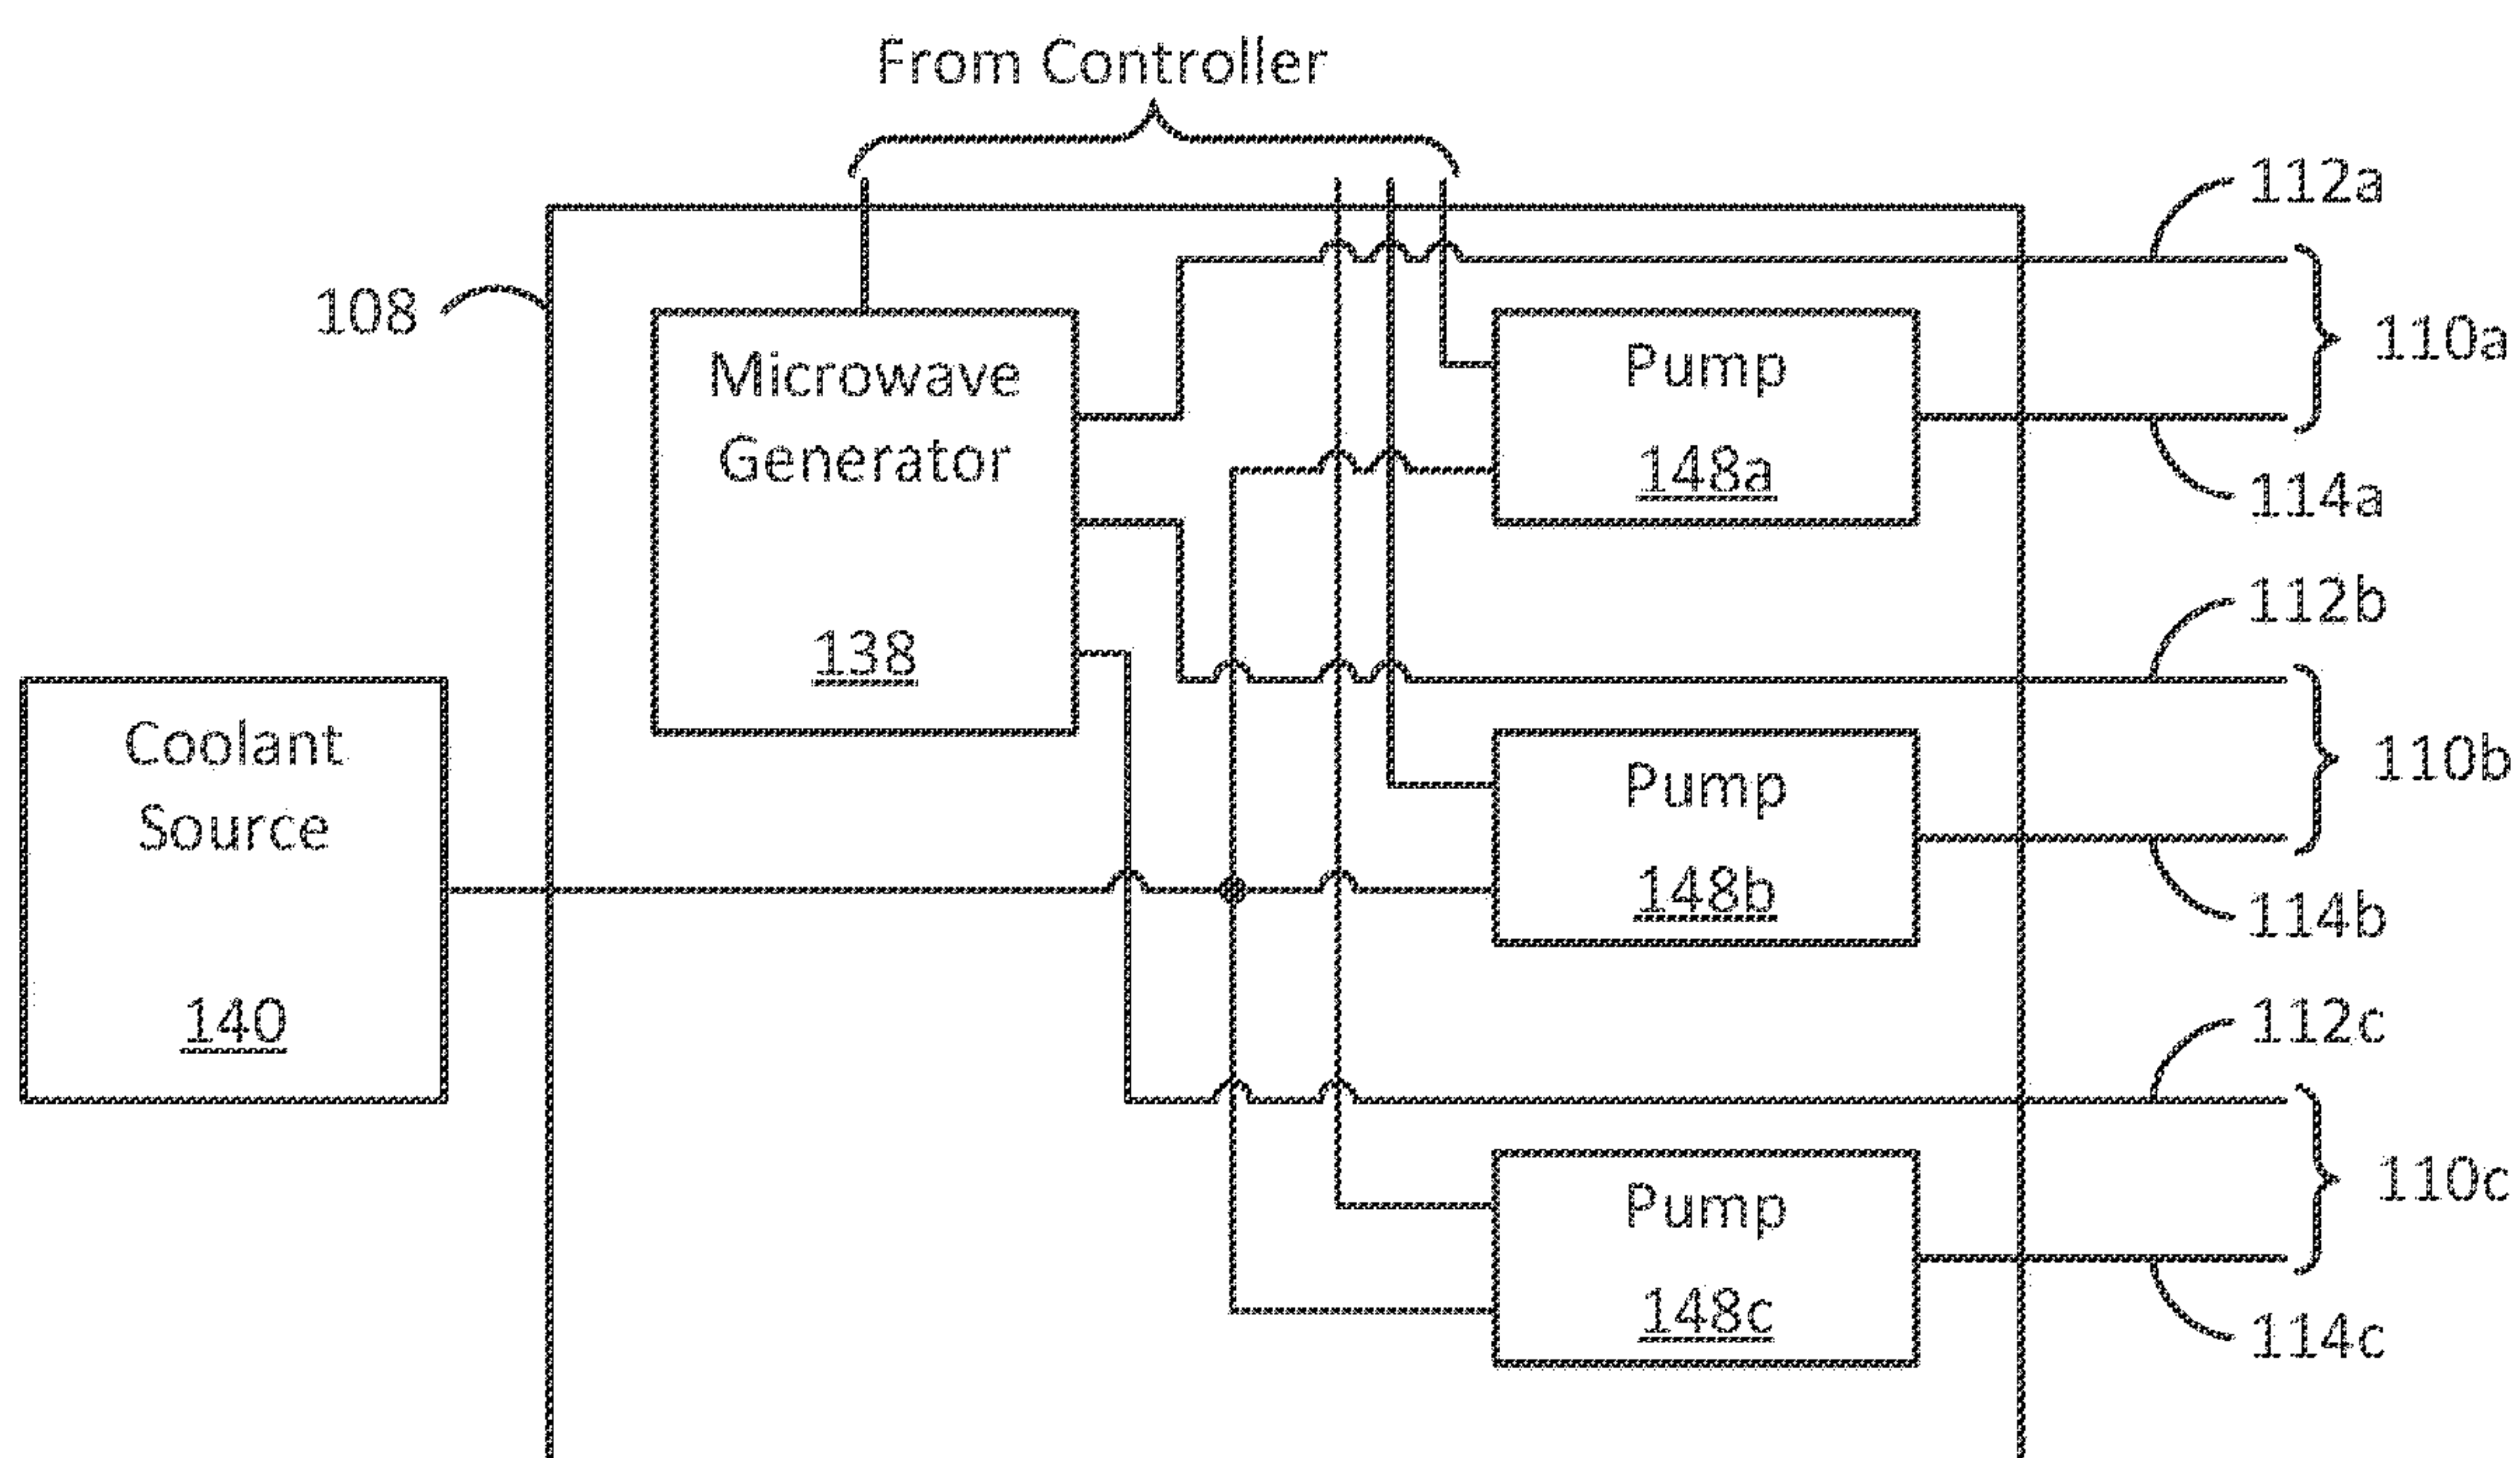 From Controller
112a
108
110a
Microwave
Generator
138
Pump
148a
114a
112b
Coolant
Source
140
Pump
148b
110b
114b
112c
Pump
148c
110c
114c